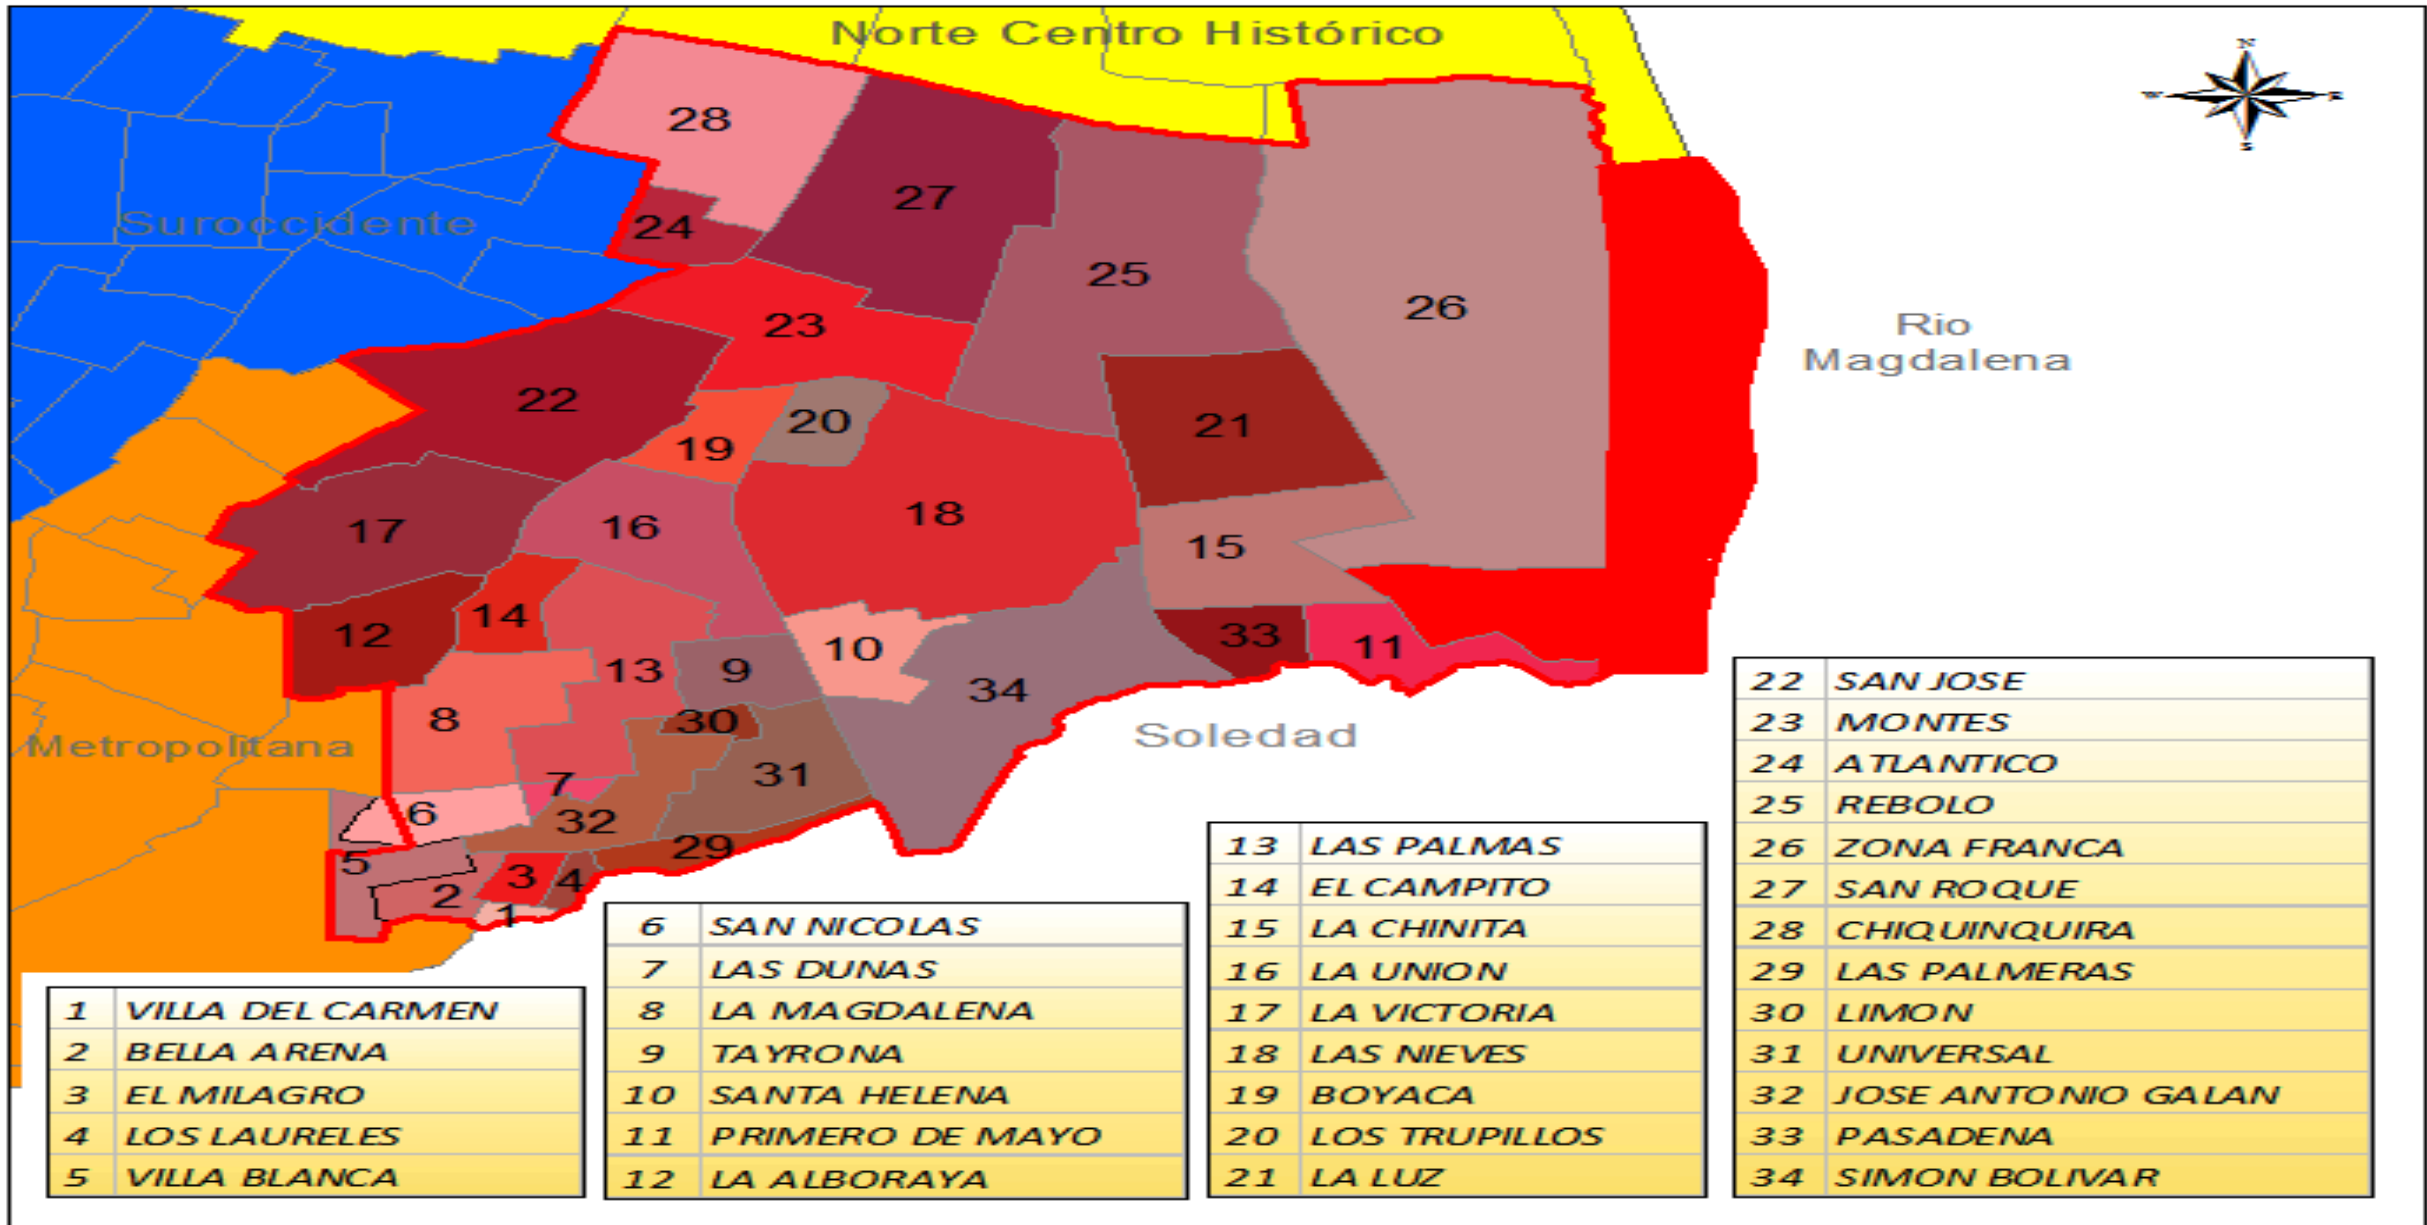 Norte Centro Histórico
N
W E
S
28
27
24
Suroccidente
25
26
23
Rio
Magdalena
22
20
21
19
18
17
16
15
14
12
10
33
11
13
9
34
8
30
Soledad
Metropolitana
31
7
6
32
29
5
3
4
2
1
1 VILLA DEL CARMEN
2 BELLA ARENA
3 EL MILAGRO
4 LOS LAURELES
5 VILLA BLANCA
6 SAN NICOLAS
7 LAS DUNAS
8 LA MAGDALENA
9 TAYRONA
10 SANTA HELENA
11 PRIMERO DE MAYO
12 LA ALBORAYA
13 LAS PALMAS
14 EL CAMPITO
15 LA CHINITA
16 LA UNION
17 LA VICTORIA
18 LAS NIEVES
19 BOYACA
20 LOS TRUPILLOS
21 LA LUZ
22 SAN JOSE
23 MONTES
24 ATLANTICO
25 REBOLO
26 ZONA FRANCA
27 SAN ROQUE
28 CHIQUINQUIRA
29 LAS PALMERAS
30 LIMON
31 UNIVERSAL
32 JOSE ANTONIO GALAN
33 PASADENA
34 SIMON BOLIVAR